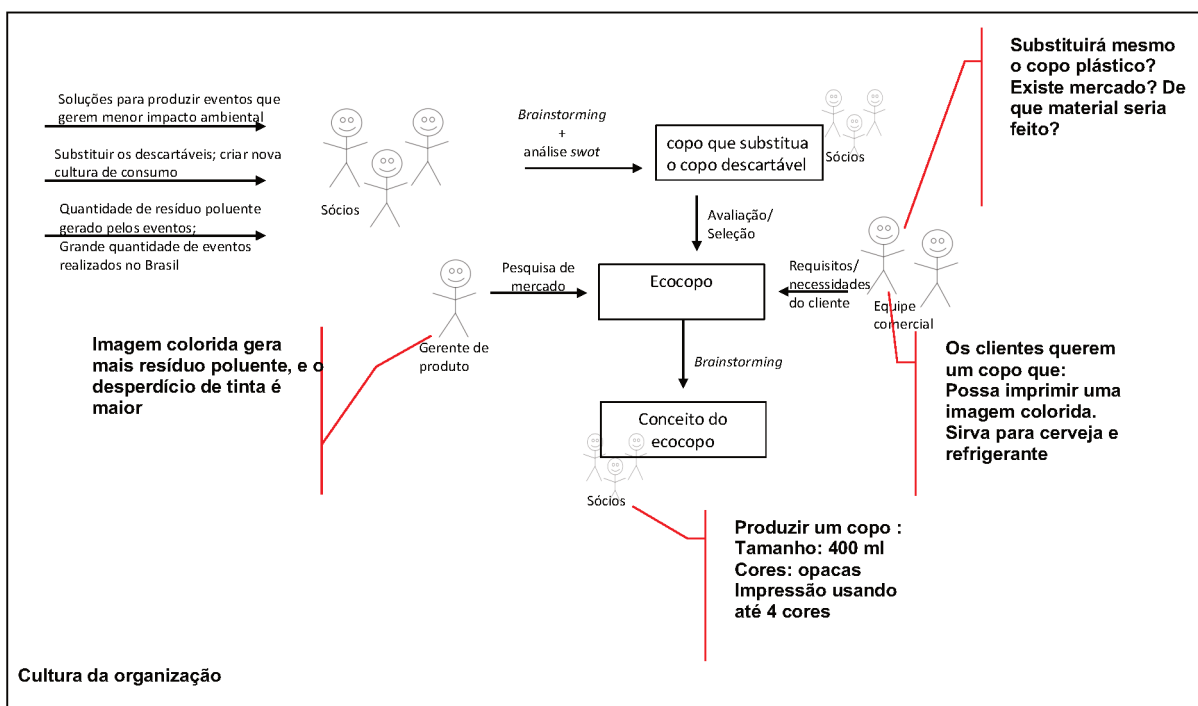 Soluções para produzir eventos que
gerem menor impacto ambiental
Substituir os descartáveis; criar nova
cultura de consumo
Quantidade de resíduo poluente
gerado pelos eventos;
Grande quantidade de eventos
realizados no Brasil
Sócios
Brainstorming
+
análise swot
copo que substitua
o copo descartável
Sócios
Substituirá mesmo
o copo plástico?
Existe mercado? De
que material seria
feito?
Avaliação/
Seleção
Pesquisa de
mercado
Ecocopo
Requisitos/
necessidades
do cliente
Equipe
comercial
Gerente de
produto
Imagem colorida gera
mais resíduo poluente, e o
desperdício de tinta é
maior
Brainstorming
Os clientes querem
um copo que:
Possa imprimir uma
imagem colorida.
Sirva para cerveja e
refrigerante
Conceito do
ecocopo
Sócios
Produzir um copo :
Tamanho: 400 ml
Cores: opacas
Impressão usando
até 4 cores
Cultura da organização